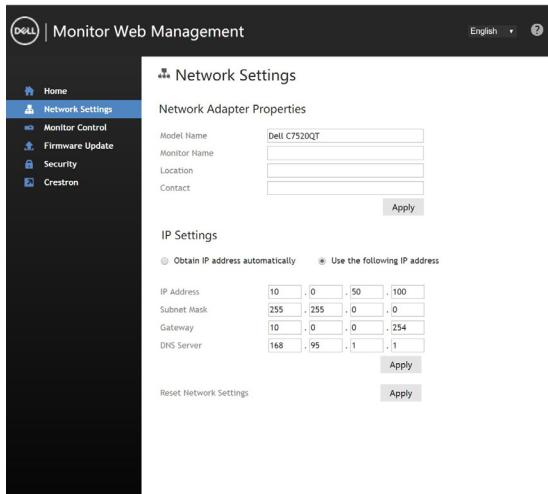 DELL | Monitor Web Management
English
?
Home
Network Settings
Monitor Control
Firmware Update
Security
Crestron
Network Settings
Network Adapter Properties
Model Name Dell C7520QT
Monitor Name
Location
Contact
Apply
IP Settings
Obtain IP address automatically Use the following IP address
IP Address 10 . 0 . 50 . 100
Subnet Mask 255 . 255 . 0 . 0
Gateway 10 . 0 . 0 . 254
DNS Server 168 . 95 . 1 . 1
Apply
Reset Network Settings Apply